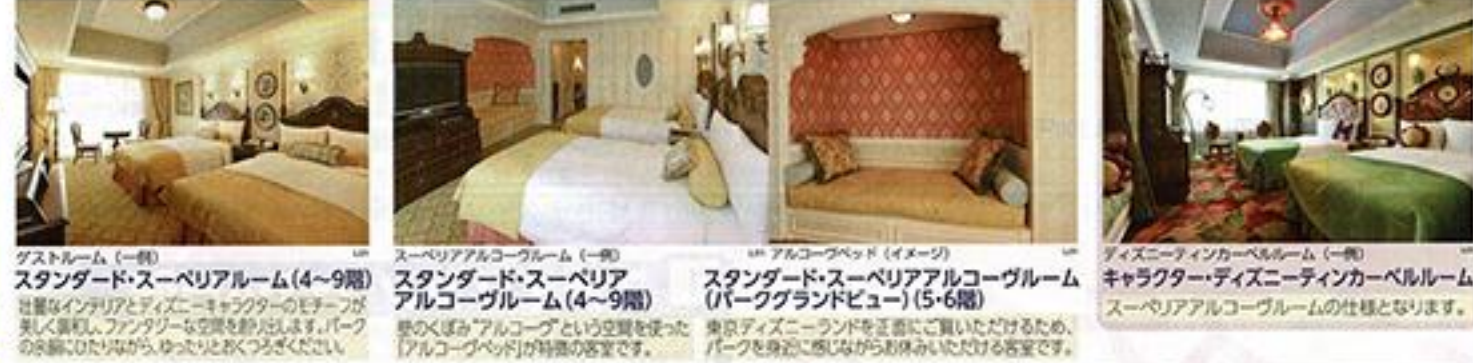 ゲストルーム（一例）
スタンダード・スーペリアルーム（4〜9階）
壮麗なインテリアとディズニーキャラクターのモチーフが
美しく調和し、ファンタジーな空間を創り出します。パーク
の余韻にひたりながら、ゆったりとおくつろぎください。
スーペリアアルコーヴルーム（一例）
スタンダード・スーペリア
アルコーヴルーム（4〜9階）
壁のくぼみ“アルコーヴ”という空間を使った
「アルコーヴベッド」が特徴の客室です。
アルコーヴベッド（イメージ）
スタンダード・スーペリアアルコーヴルーム
（パークグランドビュー）（5・6階）
東京ディズニーランドを正面にご覧いただけるため、
パークを身近に感じながらお休みいただける客室です。
ディズニーティンカーベルルーム（一例）
キャラクター・ディズニーティンカーベルルーム
スーペリアアルコーヴルームの仕様となります。